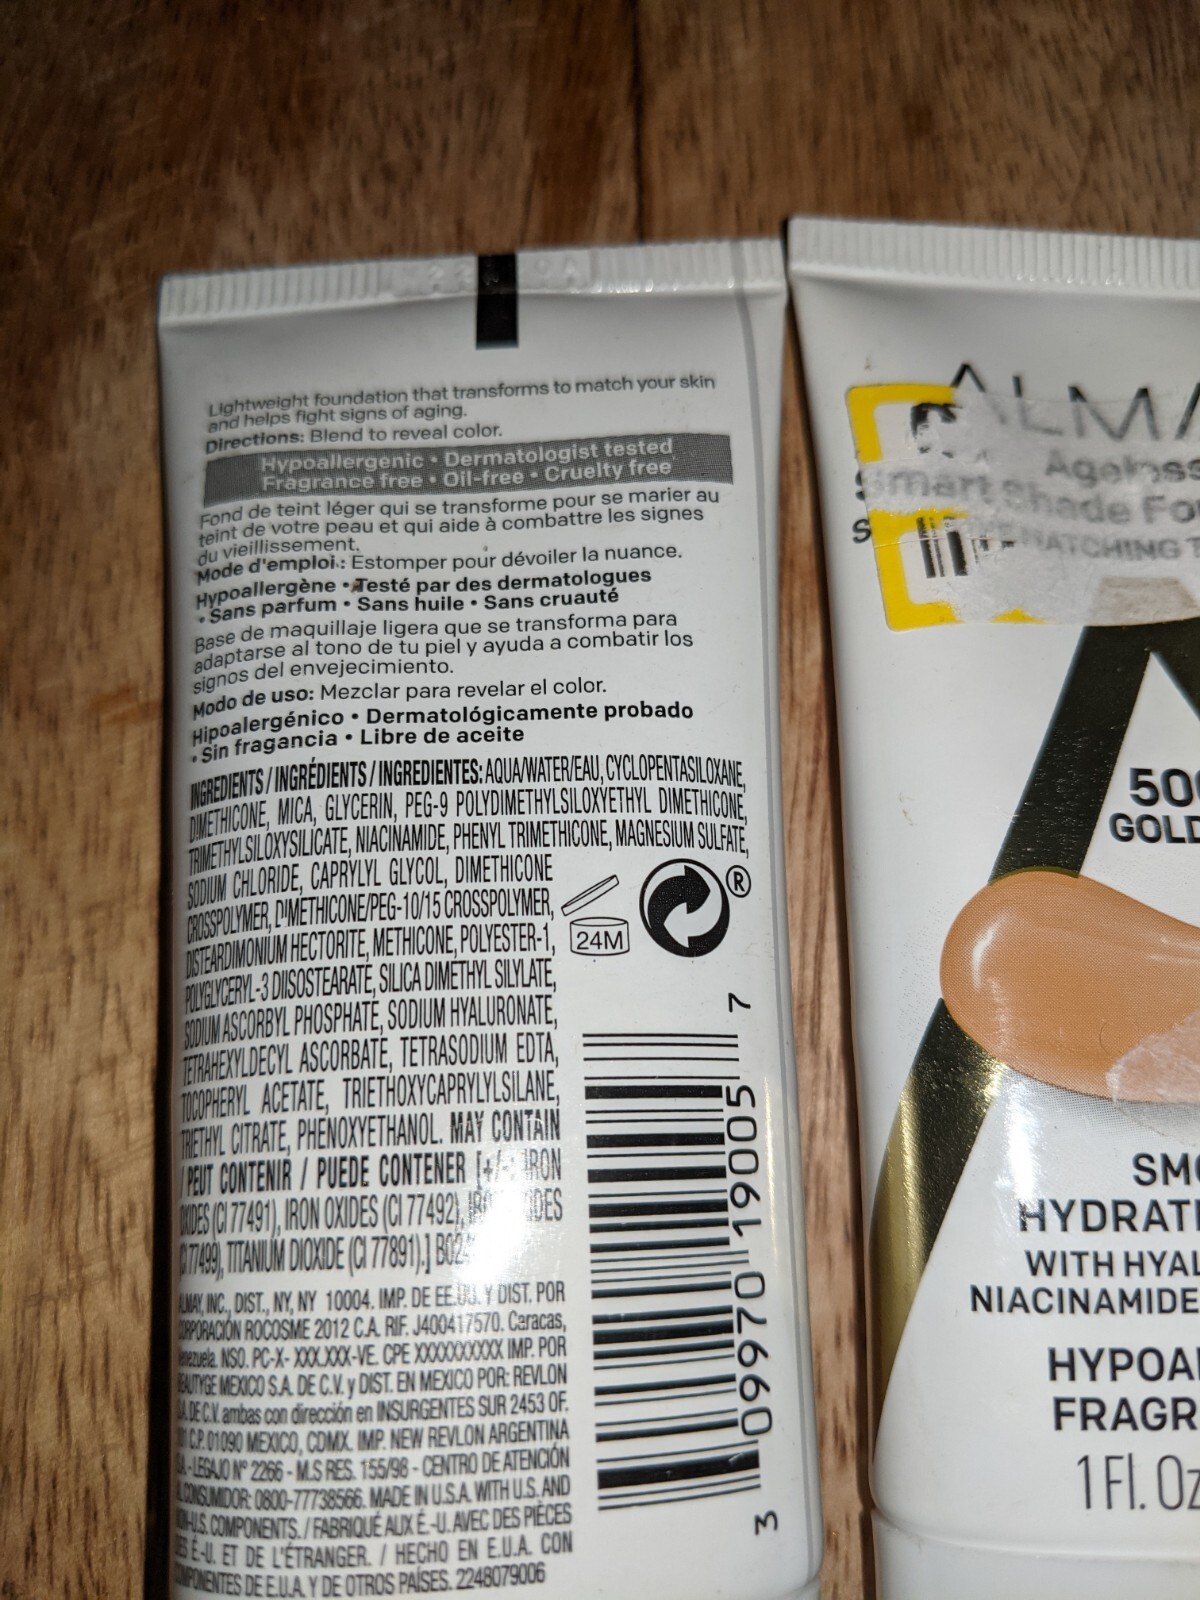 Lightweight foundation that transforms to match your skin
and helps fight signs of aging.
Directions: Blend to reveal color.
Hypoallergenic • Dermatologist tested
Fragrance free • Oil-free • Cruelty free
Fond de teint léger qui se transforme pour se marier au
teint de votre peau et qui aide à combattre les signes
du vieillissement.
Mode d'emploi : Estomper pour dévoiler la nuance.
Hypoallergène • Testé par des dermatologues
• Sans parfum • Sans huile • Sans cruauté
Base de maquillaje ligera que se transforma para
adaptarse al tono de tu piel y ayuda a combatir los
signos del envejecimiento.
Modo de uso: Mezclar para revelar el color.
Hipoalergénico • Dermatológicamente probado
• Sin fragancia • Libre de aceite
INGREDIENTS / INGRÉDIENTS / INGREDIENTES: AQUA/WATER/EAU, CYCLOPENTASILOXANE,
DIMETHICONE, MICA, GLYCERIN, PEG-9 POLYDIMETHYLSILOXYETHYL DIMETHICONE,
TRIMETHYLSILOXYSILICATE, NIACINAMIDE, PHENYL TRIMETHICONE, MAGNESIUM SULFATE,
SODIUM CHLORIDE, CAPRYLYL GLYCOL, DIMETHICONE
CROSSPOLYMER, DIMETHICONE/PEG-10/15 CROSSPOLYMER,
DISTEARDIMONIUM HECTORITE, METHICONE, POLYESTER-1,
POLYGLYCERYL-3 DIISOSTEARATE, SILICA DIMETHYL SILYLATE,
SODIUM ASCORBYL PHOSPHATE, SODIUM HYALURONATE,
TETRAHEXYLDECYL ASCORBATE, TETRASODIUM EDTA,
TOCOPHERYL ACETATE, TRIETHOXYCAPRYLYLSILANE,
TRIETHYL CITRATE, PHENOXYETHANOL. MAY CONTAIN
/ PEUT CONTENIR / PUEDE CONTENER [+/-: IRON
OXIDES (CI 77491), IRON OXIDES (CI 77492), IRON OXIDES
(CI 77499), TITANIUM DIOXIDE (CI 77891).]
24M
®
ALMAY, INC., DIST., NY, NY 10004. IMP. DE EE.UU. Y DIST. POR
CORPORACIÓN ROCOSME 2012 C.A. RIF. J400417570. Caracas,
Venezuela. NSO. PC-X- XXX.XXX-VE. CPE XXXXXXXXXX IMP. POR
BEAUTYGE MEXICO S.A. DE C.V. y DIST. EN MEXICO POR: REVLON
S.A. DE C.V. ambas con dirección en INSURGENTES SUR 2453 OF.
C.P. 01090 MEXICO, CDMX. IMP. NEW REVLON ARGENTINA
- LEGAJO Nº 2266 - M.S RES. 155/98 - CENTRO DE ATENCIÓN
AL CONSUMIDOR: 0800-77738566. MADE IN U.S.A. WITH U.S. AND
NON-U.S. COMPONENTS. / FABRIQUÉ AUX É.-U. AVEC DES PIÈCES
DES É.-U. ET DE L'ÉTRANGER. / HECHO EN E.U.A. CON
COMPONENTES DE E.U.A. Y DE OTROS PAÍSES. 2248079006
3 09970 19005 7
ALMA
Ageless
Smart Shade Fo
MATCHING T
500
GOLD
SMO
HYDRATI
WITH HYAL
NIACINAMIDE
HYPOAL
FRAGR
1 Fl. Oz